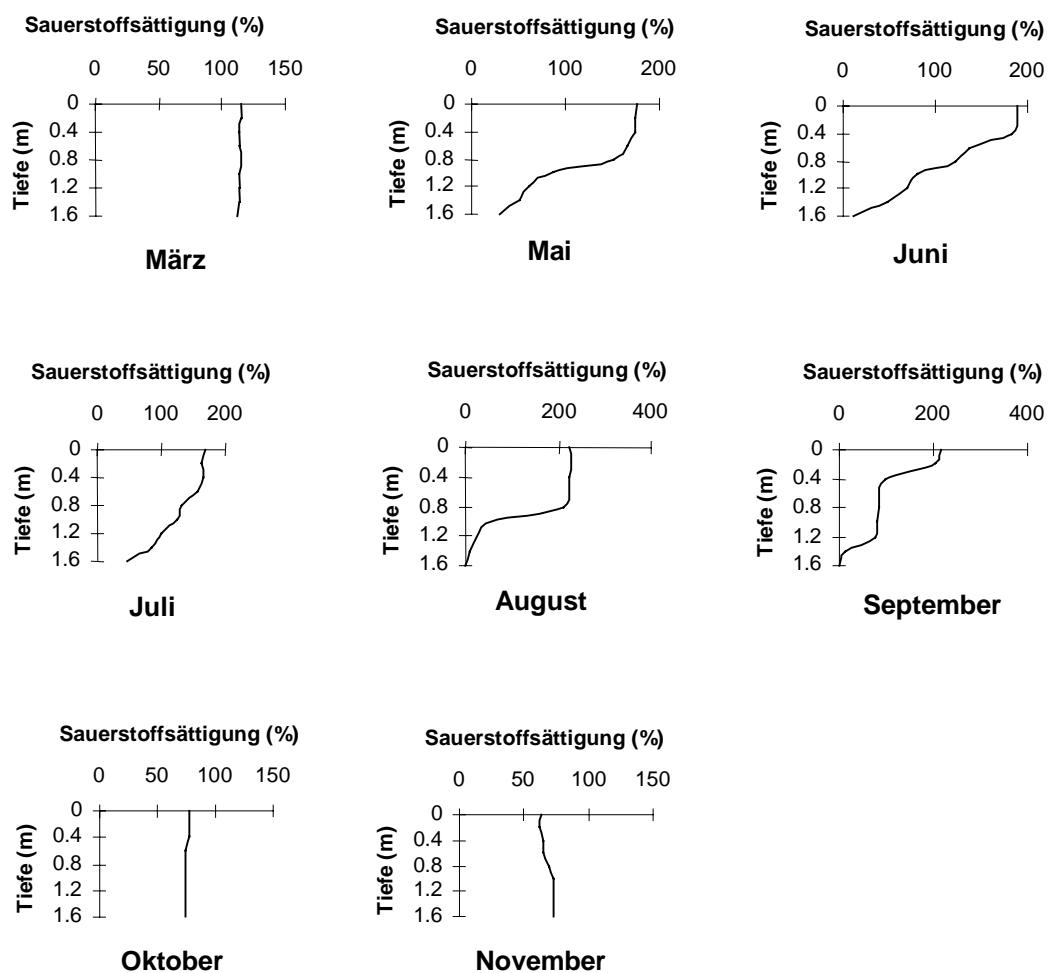 Sauerstoffsättigung (%)
0 50 100 150
Tiefe (m)
0
0.4
0.8
1.2
1.6
März
Sauerstoffsättigung (%)
0 100 200
Tiefe (m)
0
0.4
0.8
1.2
1.6
Mai
Sauerstoffsättigung (%)
0 100 200
Tiefe (m)
0
0.4
0.8
1.2
1.6
Juni
Sauerstoffsättigung (%)
0 100 200
Tiefe (m)
0
0.4
0.8
1.2
1.6
Juli
Sauerstoffsättigung (%)
0 200 400
Tiefe (m)
0
0.4
0.8
1.2
1.6
August
Sauerstoffsättigung (%)
0 200 400
Tiefe (m)
0
0.4
0.8
1.2
1.6
September
Sauerstoffsättigung (%)
0 50 100 150
Tiefe (m)
0
0.4
0.8
1.2
1.6
Oktober
Sauerstoffsättigung (%)
0 50 100 150
Tiefe (m)
0
0.4
0.8
1.2
1.6
November